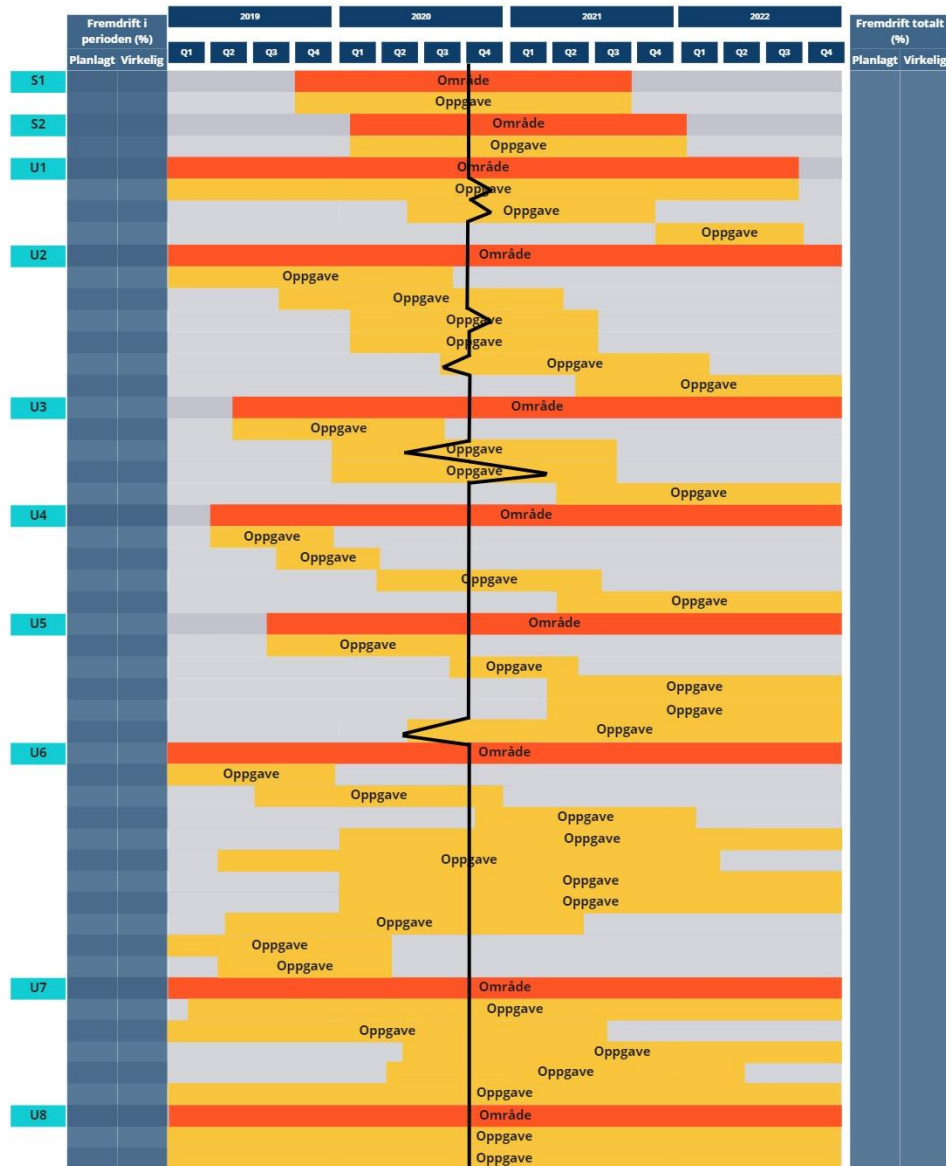 Fremdrift i perioden (%)
Planlagt Virkelig
2019 2020 2021 2022
Q1 Q2 Q3 Q4 Q1 Q2 Q3 Q4 Q1 Q2 Q3 Q4 Q1 Q2 Q3 Q4
Fremdrift totalt (%)
Planlagt Virkelig
S1 Område
Oppgave
S2 Område
Oppgave
U1 Område
Oppgave
Oppgave
Oppgave
U2 Område
Oppgave
Oppgave
Oppgave
Oppgave
Oppgave
Oppgave
U3 Område
Oppgave
Oppgave
Oppgave
Oppgave
U4 Område
Oppgave
Oppgave
Oppgave
Oppgave
U5 Område
Oppgave
Oppgave
Oppgave
Oppgave
Oppgave
U6 Område
Oppgave
Oppgave
Oppgave
Oppgave
Oppgave
Oppgave
Oppgave
Oppgave
Oppgave
Oppgave
U7 Område
Oppgave
Oppgave
Oppgave
Oppgave
Oppgave
U8 Område
Oppgave
Oppgave